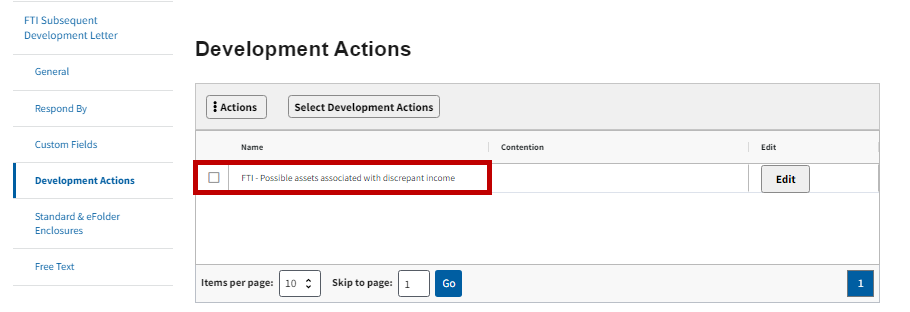 FTI Subsequent
Development Letter
General
Respond By
Custom Fields
Development Actions
Standard & eFolder
Enclosures
Free Text
Development Actions
Actions
Select Development Actions
Name
Contention
Edit
FTI - Possible assets associated with discrepant income
Edit
Items per page: 10 Skip to page: 1 Go
1